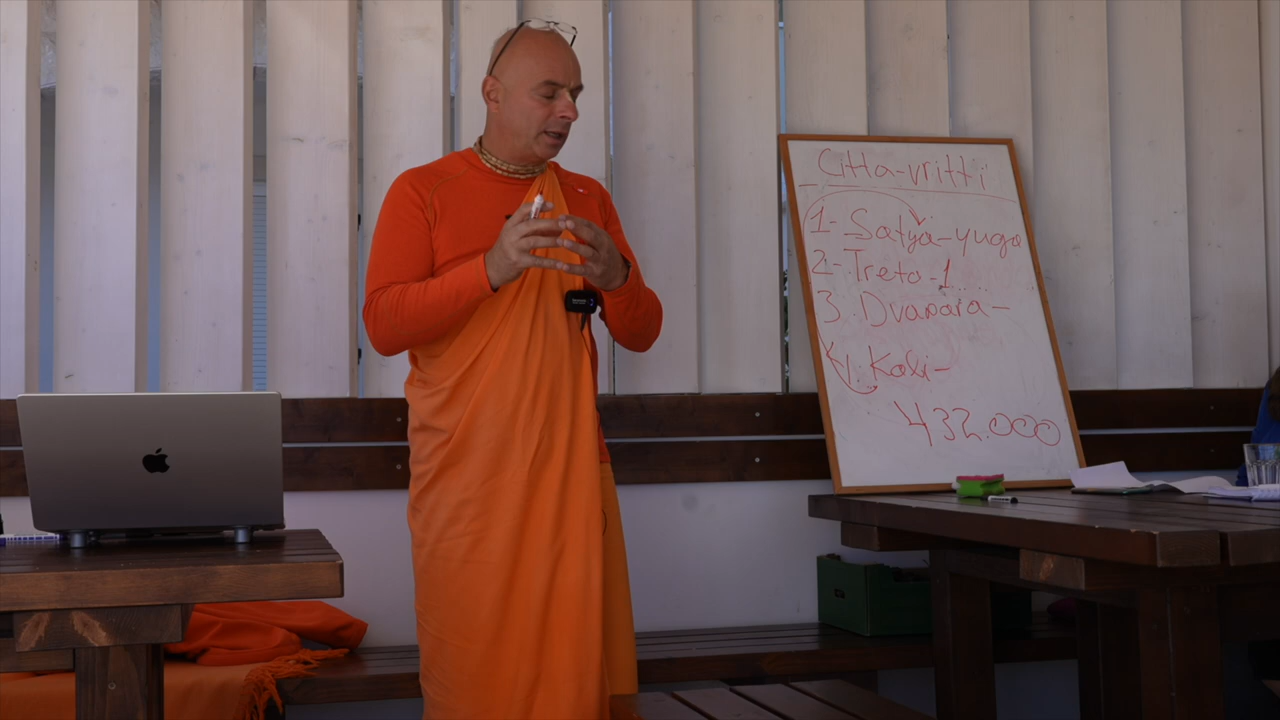 Citta-vritti
1- Satya-yuga
2- Treta-1
3. Dvapara-
4. Kali-
432.000